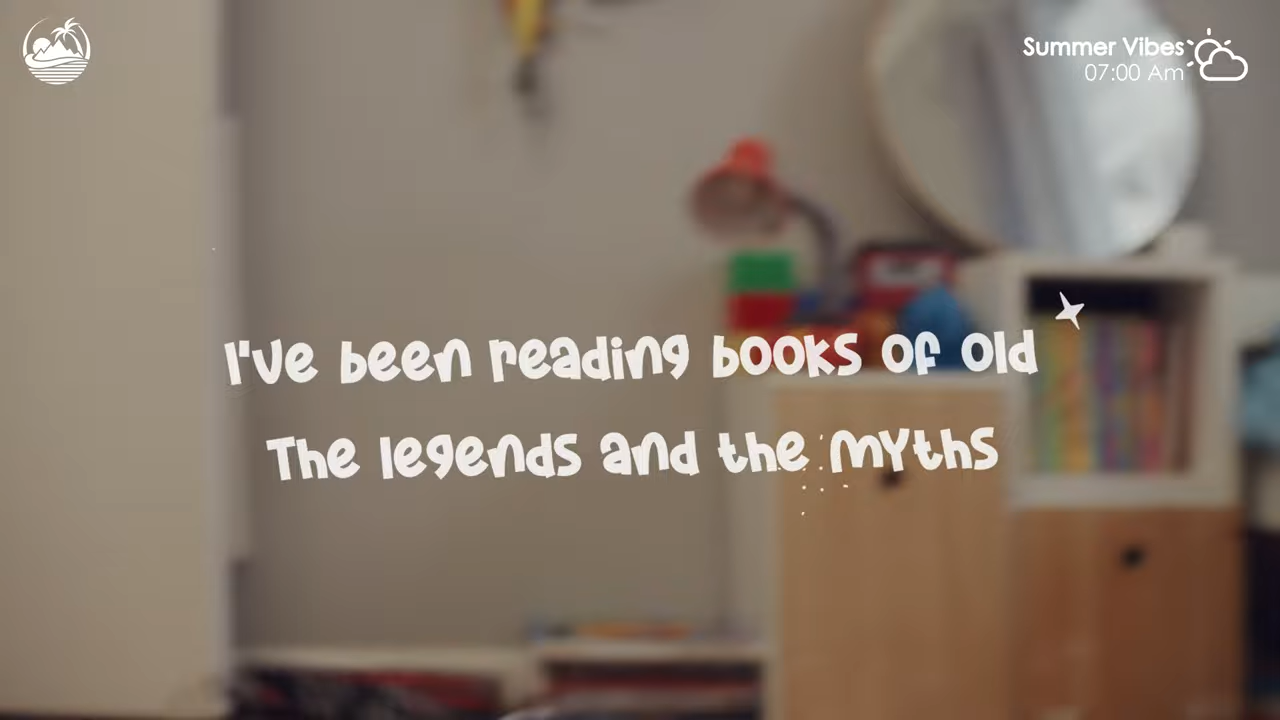 Summer Vibes
07:00 Am
I've been reading books of old
The legends and the myths